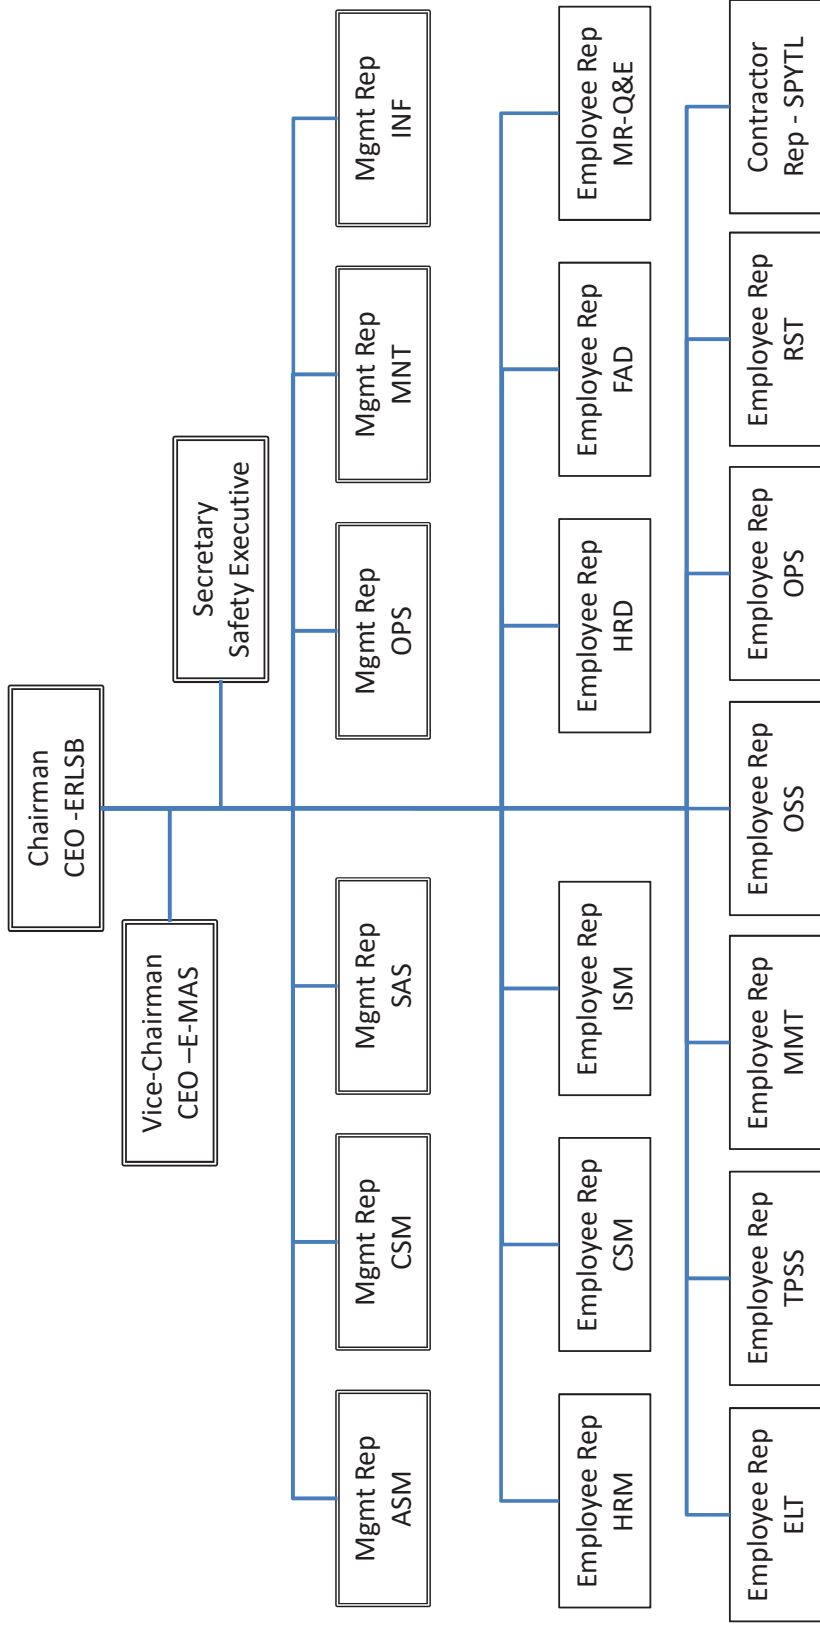 Chairman
CEO -ERLSB
Vice-Chairman
CEO –E-MAS
Secretary
Safety Executive
Mgmt Rep
ASM
Mgmt Rep
CSM
Mgmt Rep
SAS
Mgmt Rep
OPS
Mgmt Rep
MNT
Mgmt Rep
INF
Employee Rep
HRM
Employee Rep
CSM
Employee Rep
ISM
Employee Rep
HRD
Employee Rep
FAD
Employee Rep
MR-Q&E
Employee Rep
ELT
Employee Rep
TPSS
Employee Rep
MMT
Employee Rep
OSS
Employee Rep
OPS
Employee Rep
RST
Contractor
Rep - SPYTL